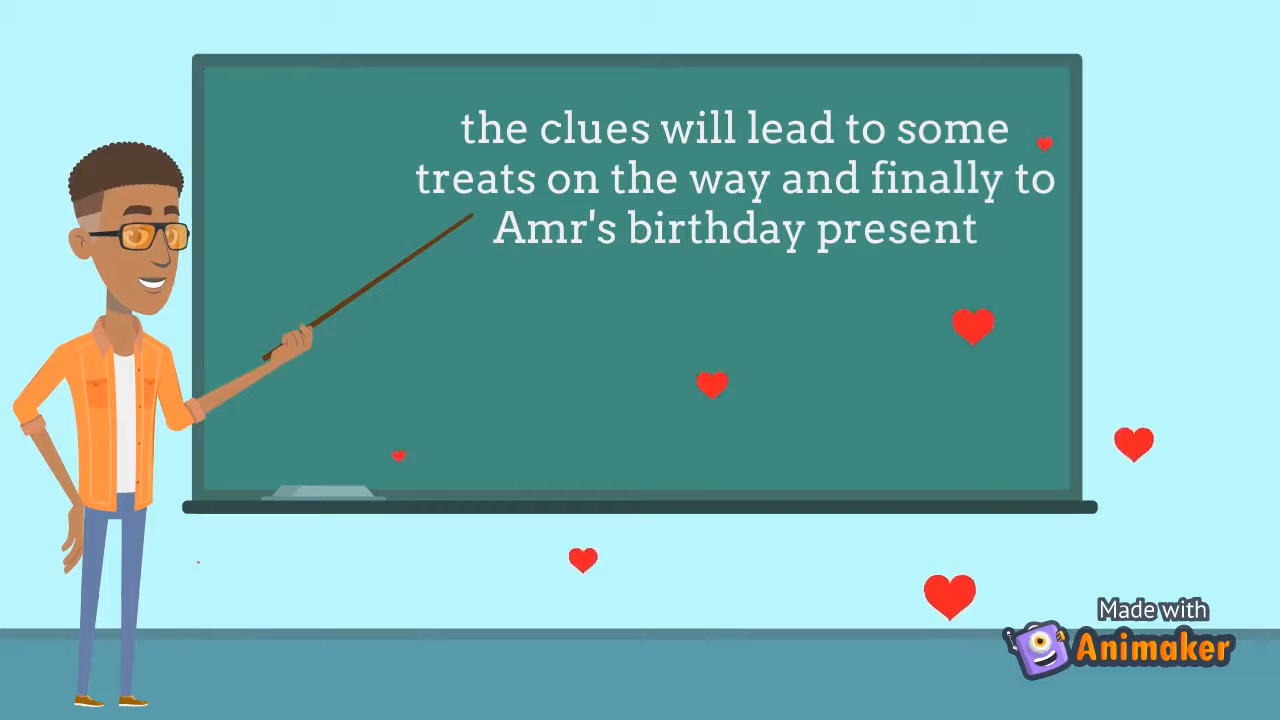 the clues will lead to some
treats on the way and finally to
Amr's birthday present
Made with
Animaker